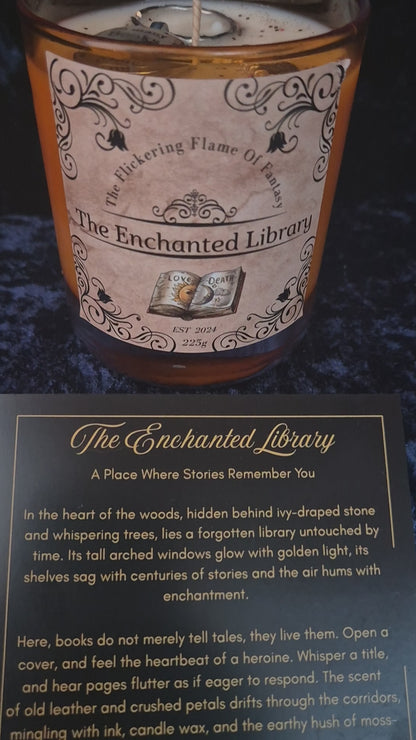 The Flickering Flame Of Fantasy
The Enchanted Library
LOVE DEATH
EST 2024
225g
The Enchanted Library
A Place Where Stories Remember You
In the heart of the woods, hidden behind ivy-draped stone
and whispering trees, lies a forgotten library untouched by
time. Its tall arched windows glow with golden light, its
shelves sag with centuries of stories and the air hums with
enchantment.
Here, books do not merely tell tales, they live them. Open a
cover, and feel the heartbeat of a heroine. Whisper a title,
and hear pages flutter as if eager to respond. The scent
of old leather and crushed petals drifts through the corridors,
mingling with ink, candle wax, and the earthy hush of moss-